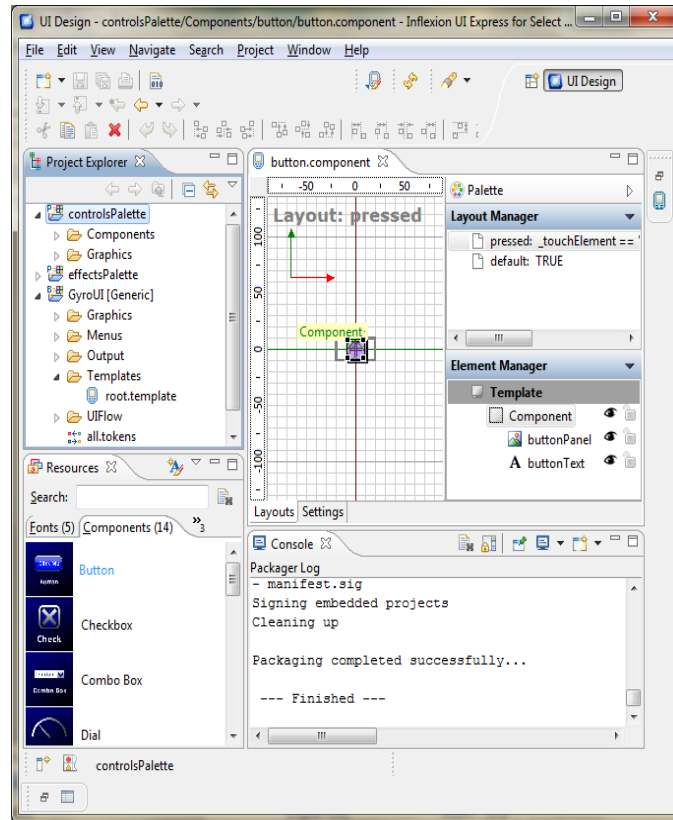 UI Design - controlsPalette/Components/button/button.component - Inflexion UI Express for Select ...
File Edit View Navigate Search Project Window Help
UI Design
Project Explorer
controlsPalette
Components
Graphics
effectsPalette
GyroUI [Generic]
Graphics
Menus
Output
Templates
root.template
UIFlow
all.tokens
button.component
-50 0 50
Layout: pressed
100
50
0
-50
-100
Component
Layouts Settings
Palette
Layout Manager
pressed: _touchElement == '
default: TRUE
Element Manager
Template
Component
buttonPanel
A buttonText
Resources
Search:
Fonts (5) Components (14) »3
Button
Checkbox
Check
Combo Box
Combo Box
Dial
Console
Packager Log
- manifest.sig
Signing embedded projects
Cleaning up
Packaging completed successfully...
--- Finished ---
controlsPalette